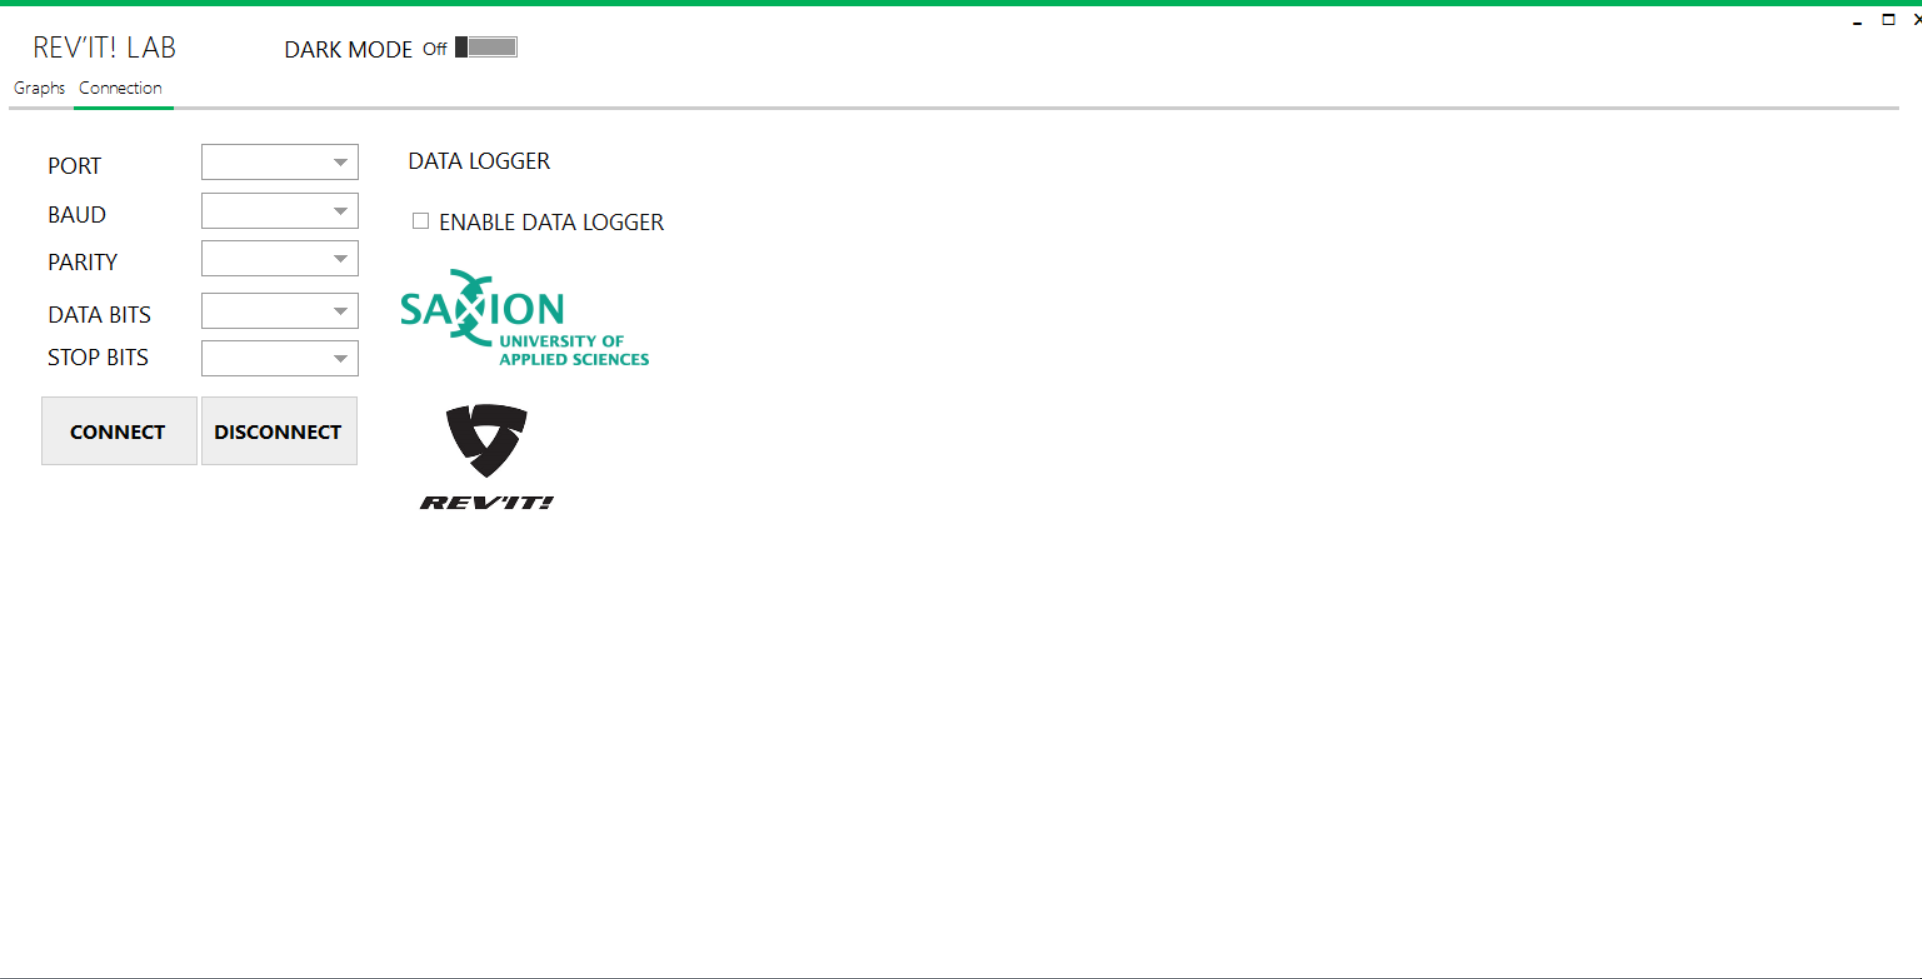 REV'IT! LAB
DARK MODE Off
Graphs Connection
PORT
BAUD
PARITY
DATA BITS
STOP BITS
CONNECT DISCONNECT
DATA LOGGER
ENABLE DATA LOGGER
SAXION
UNIVERSITY OF
APPLIED SCIENCES
REV'IT!